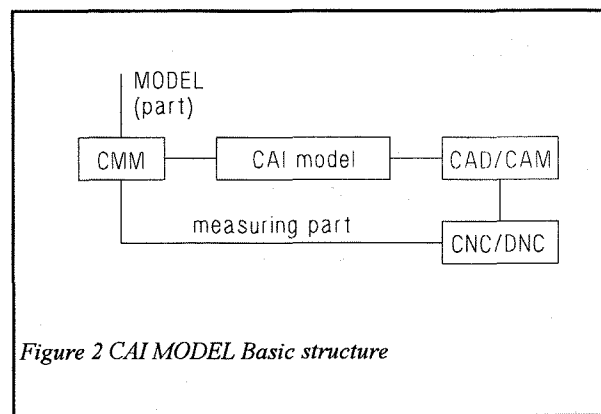 MODEL
(part)
CMM
CAI model
CAD/CAM
measuring part
CNC/DNC
Figure 2 CAI MODEL Basic structure